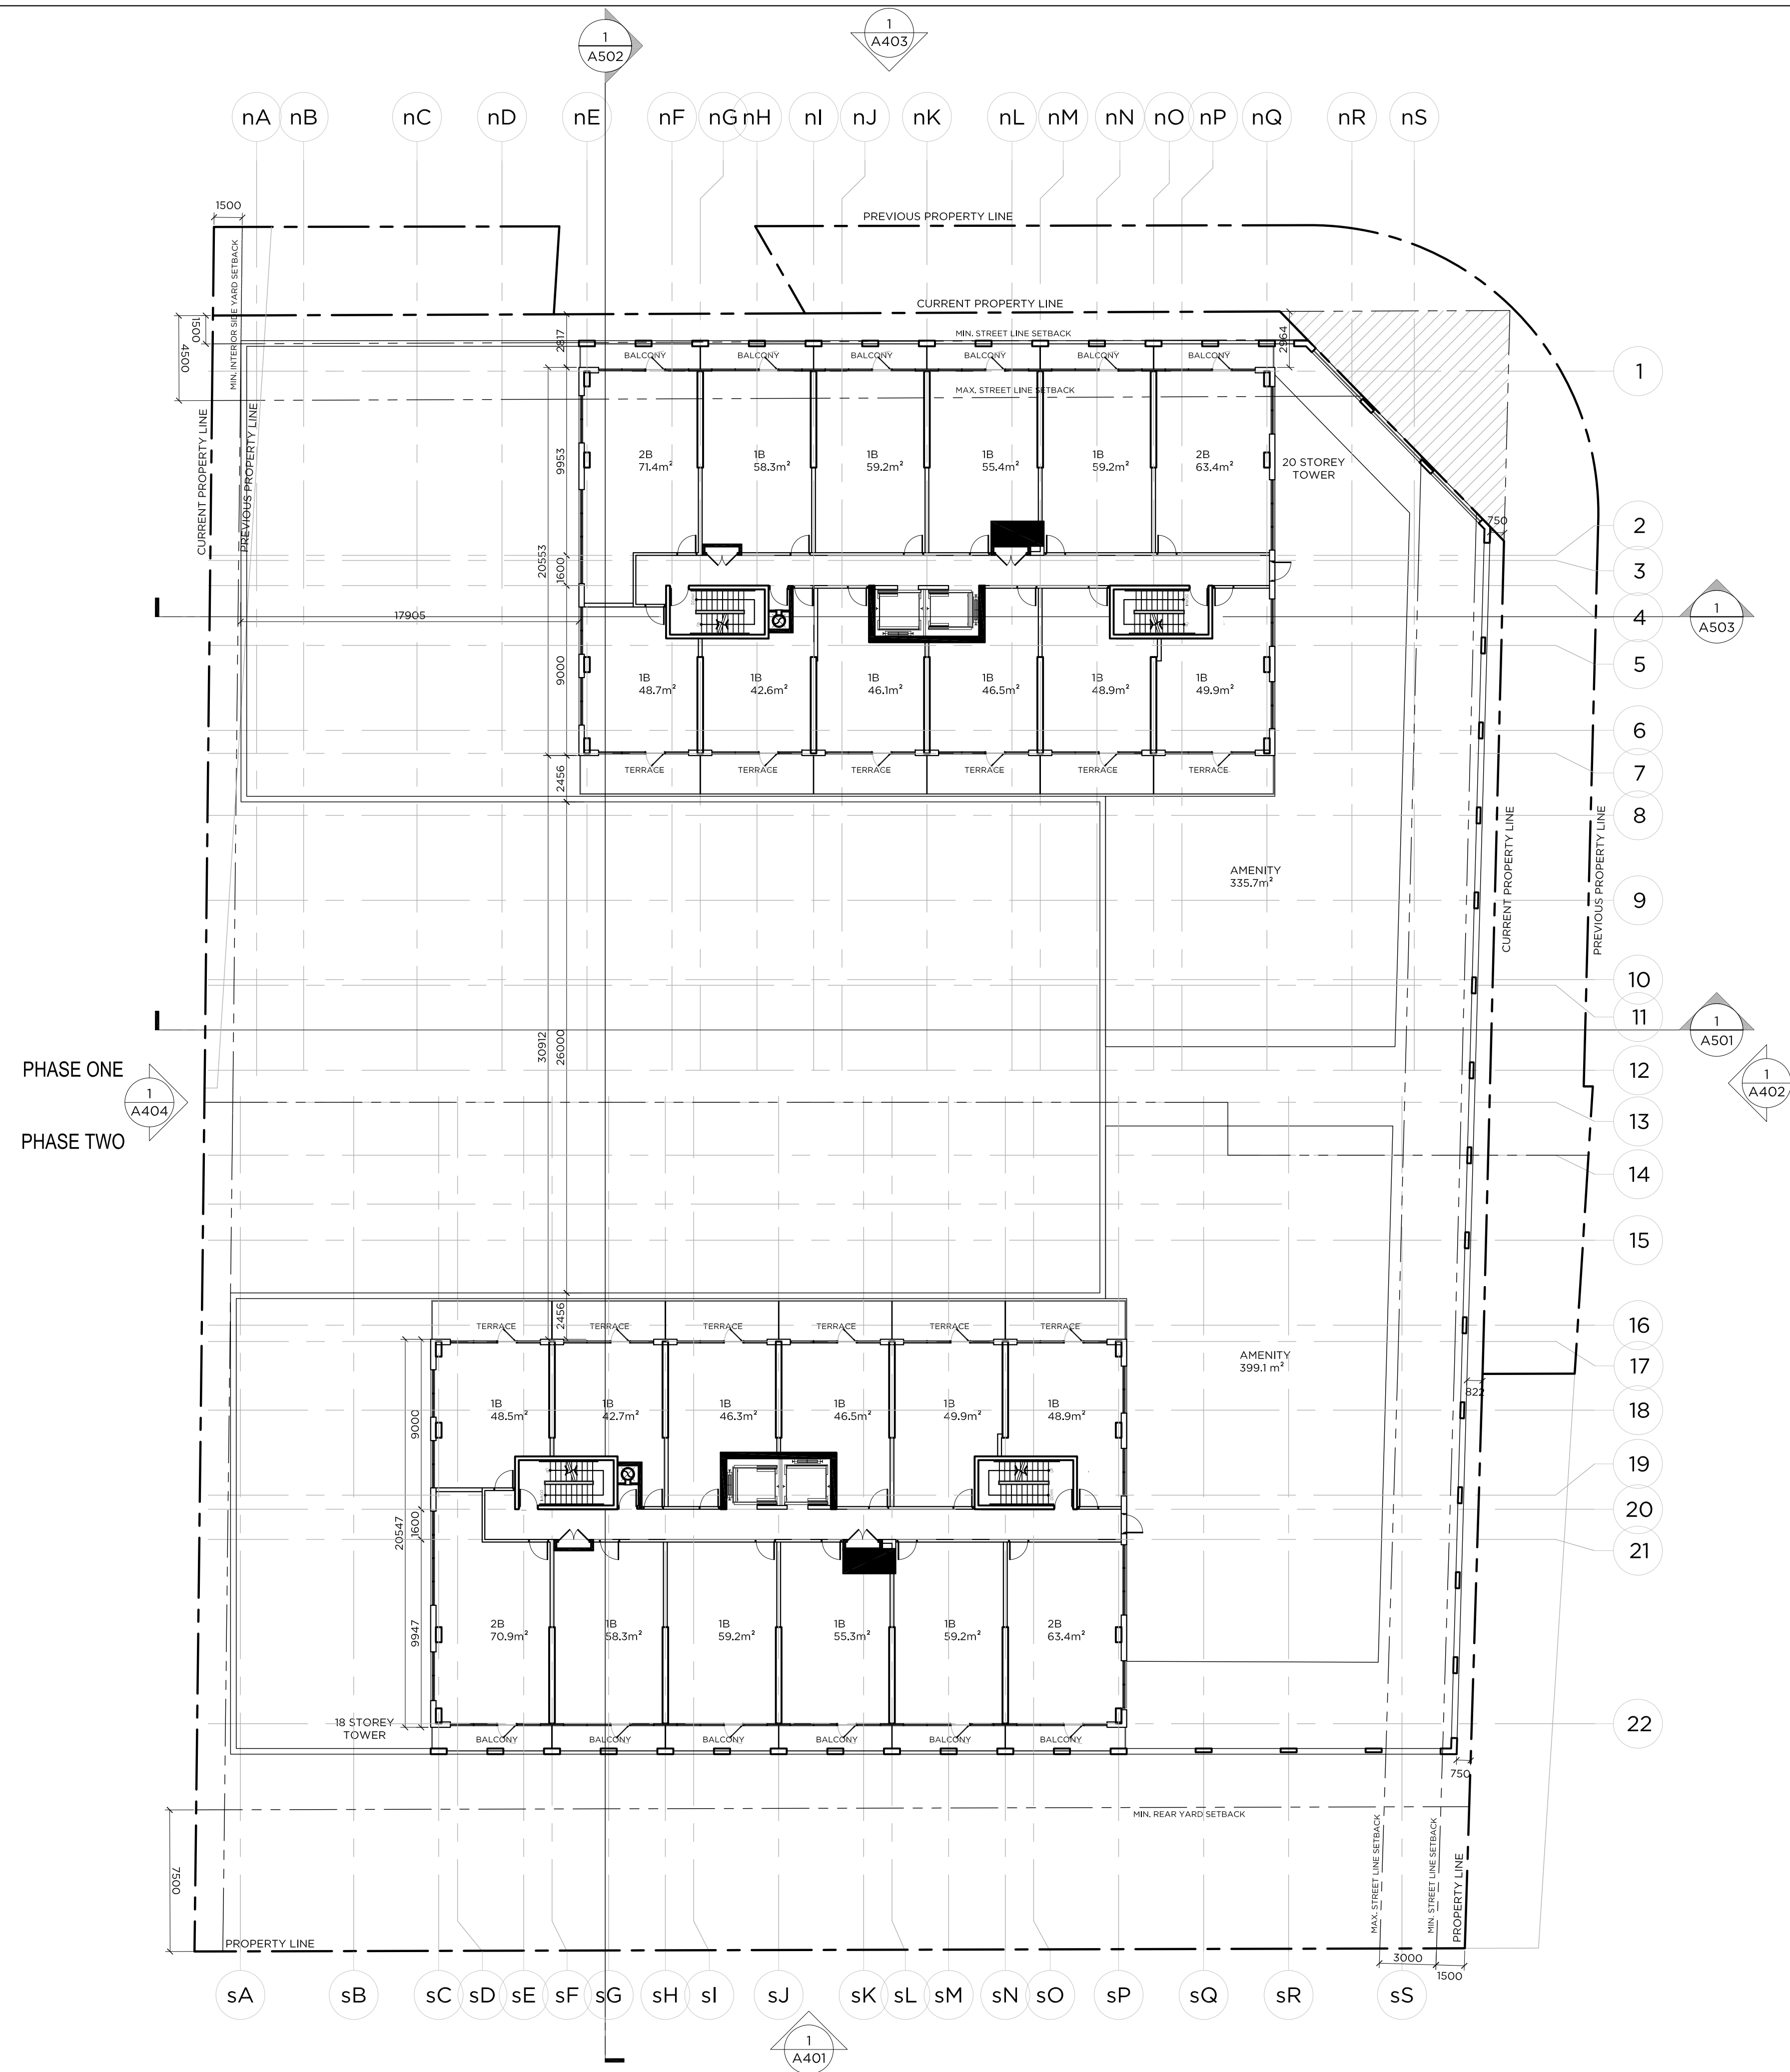 1
A502
1
A403
nA nB nC nD nE nF nG nH nI nJ nK nL nM nN nO nP nQ nR nS
1500
PREVIOUS PROPERTY LINE
MIN. INTERIOR SIDE YARD SETBACK
CURRENT PROPERTY LINE
1500
4500
2817
2964
MIN. STREET LINE SETBACK
BALCONY BALCONY BALCONY BALCONY BALCONY BALCONY
MAX. STREET LINE SETBACK
1
CURRENT PROPERTY LINE
PREVIOUS PROPERTY LINE
9953
2B
71.4m²
1B
58.3m²
1B
59.2m²
1B
55.4m²
1B
59.2m²
2B
63.4m²
20 STOREY
TOWER
750
2
3
20553
1600
4
17905
1
A503
5
9000
1B
48.7m²
1B
42.6m²
1B
46.1m²
1B
46.5m²
1B
48.9m²
1B
49.9m²
6
TERRACE TERRACE TERRACE TERRACE TERRACE TERRACE
7
2456
8
CURRENT PROPERTY LINE
PREVIOUS PROPERTY LINE
AMENITY
335.7m²
9
10
11
1
A501
30912
26000
PHASE ONE
12
1
A404
1
A402
13
PHASE TWO
14
15
2456
TERRACE TERRACE TERRACE TERRACE TERRACE TERRACE
16
AMENITY
399.1 m²
17
822
9000
1B
48.5m²
1B
42.7m²
1B
46.3m²
1B
46.5m²
1B
49.9m²
1B
48.9m²
18
19
20
20547
1600
21
9947
2B
70.9m²
1B
58.3m²
1B
59.2m²
1B
55.3m²
1B
59.2m²
2B
63.4m²
18 STOREY
TOWER
22
BALCONY BALCONY BALCONY BALCONY BALCONY BALCONY
750
MIN. REAR YARD SETBACK
7500
MAX. STREET LINE SETBACK
MIN. STREET LINE SETBACK
PROPERTY LINE
PROPERTY LINE
3000
1500
sA sB sC sD sE sF sG sH sI sJ sK sL sM sN sO sP sQ sR sS
1
A401